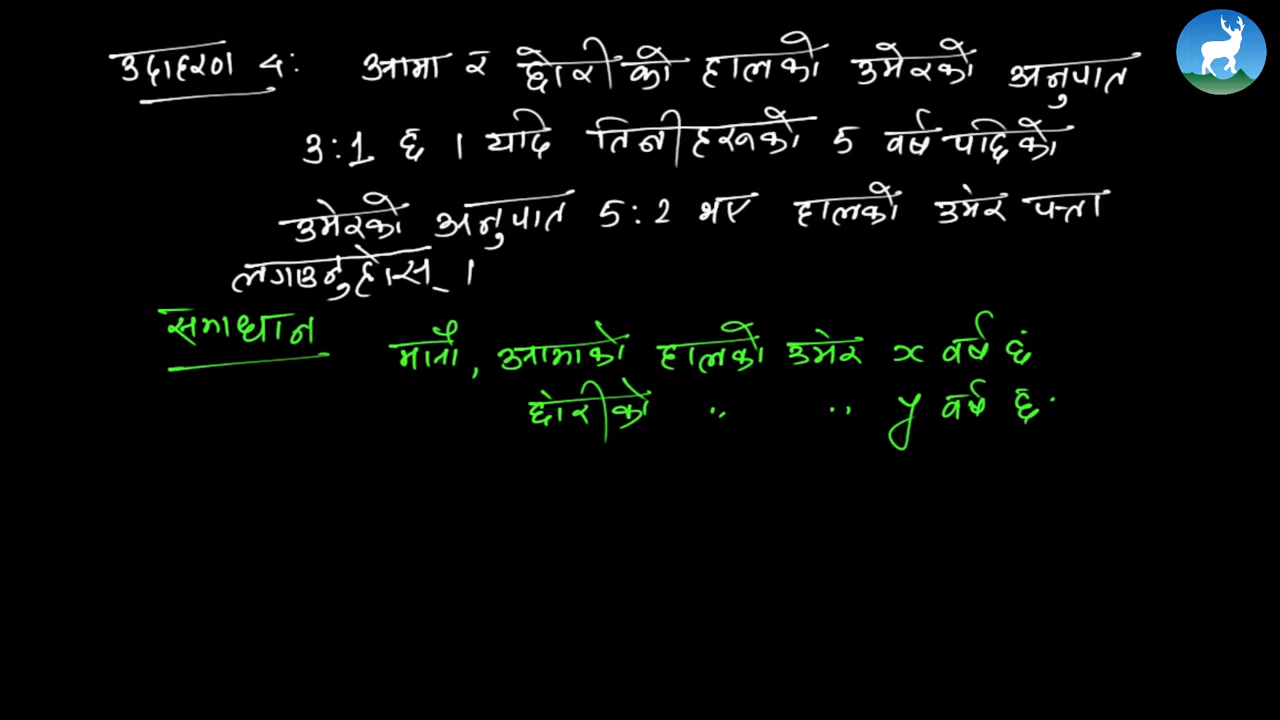 उदाहरण 4: आमा र छोरीको हालको उमेरको अनुपात
3:1 छ । यदि तिनीहरुको 5 वर्ष पछिको
उमेरको अनुपात 5:2 भए हालको उमेर पत्ता
लगाउनुहोस् ।
समाधान मानौ, आमाको हालको उमेर x वर्ष छ
छोरीको " " y वर्ष छ.